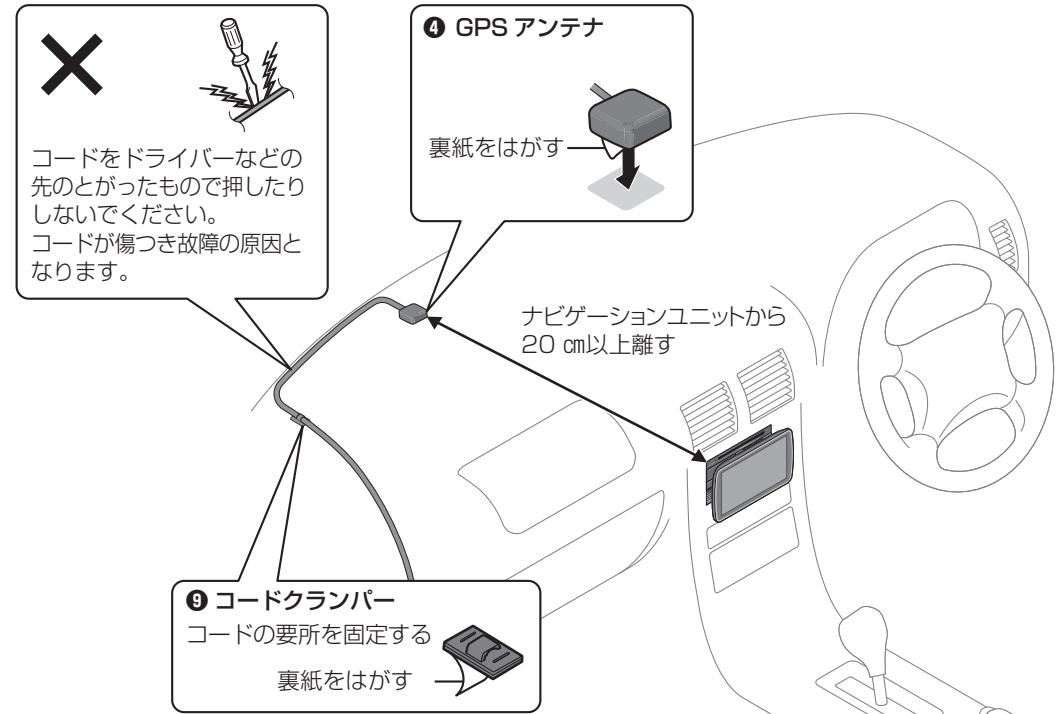 コードをドライバーなどの
先のとがったもので押したり
しないでください。
コードが傷つき故障の原因と
なります。
❹ GPS アンテナ
裏紙をはがす
ナビゲーションユニットから
20 ㎝以上離す
❾ コードクランパー
コードの要所を固定する
裏紙をはがす